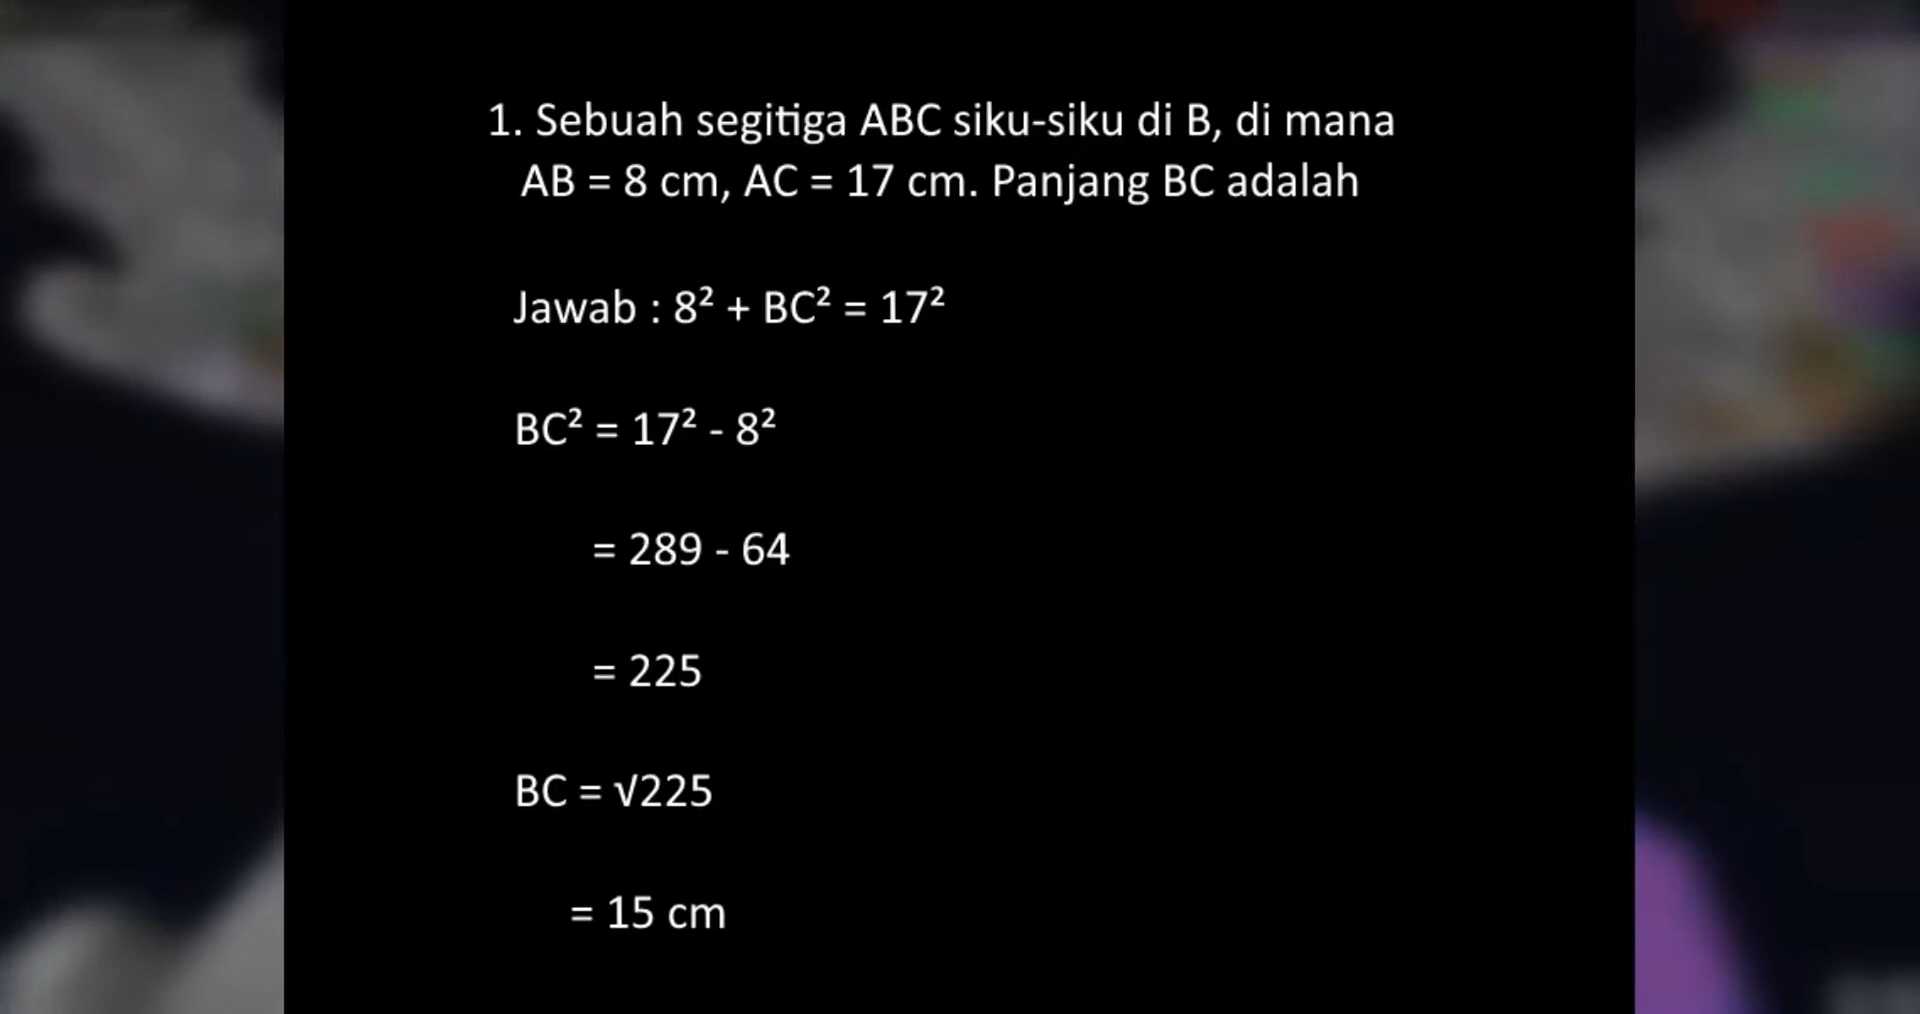 1. Sebuah segitiga ABC siku-siku di B, di mana
AB = 8 cm, AC = 17 cm. Panjang BC adalah
Jawab : 8² + BC² = 17²
BC² = 17² - 8²
= 289 - 64
= 225
BC = √225
= 15 cm